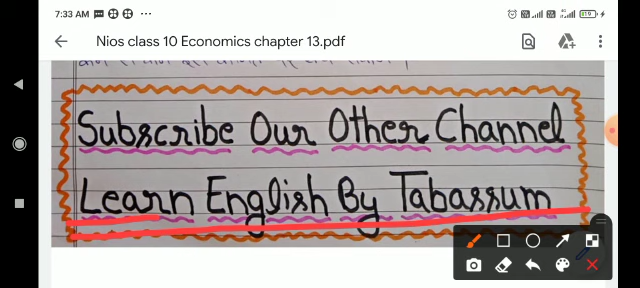 7:33 AM
Nios class 10 Economics chapter 13.pdf
Subscribe Our Other Channel
Learn English By Tabassum